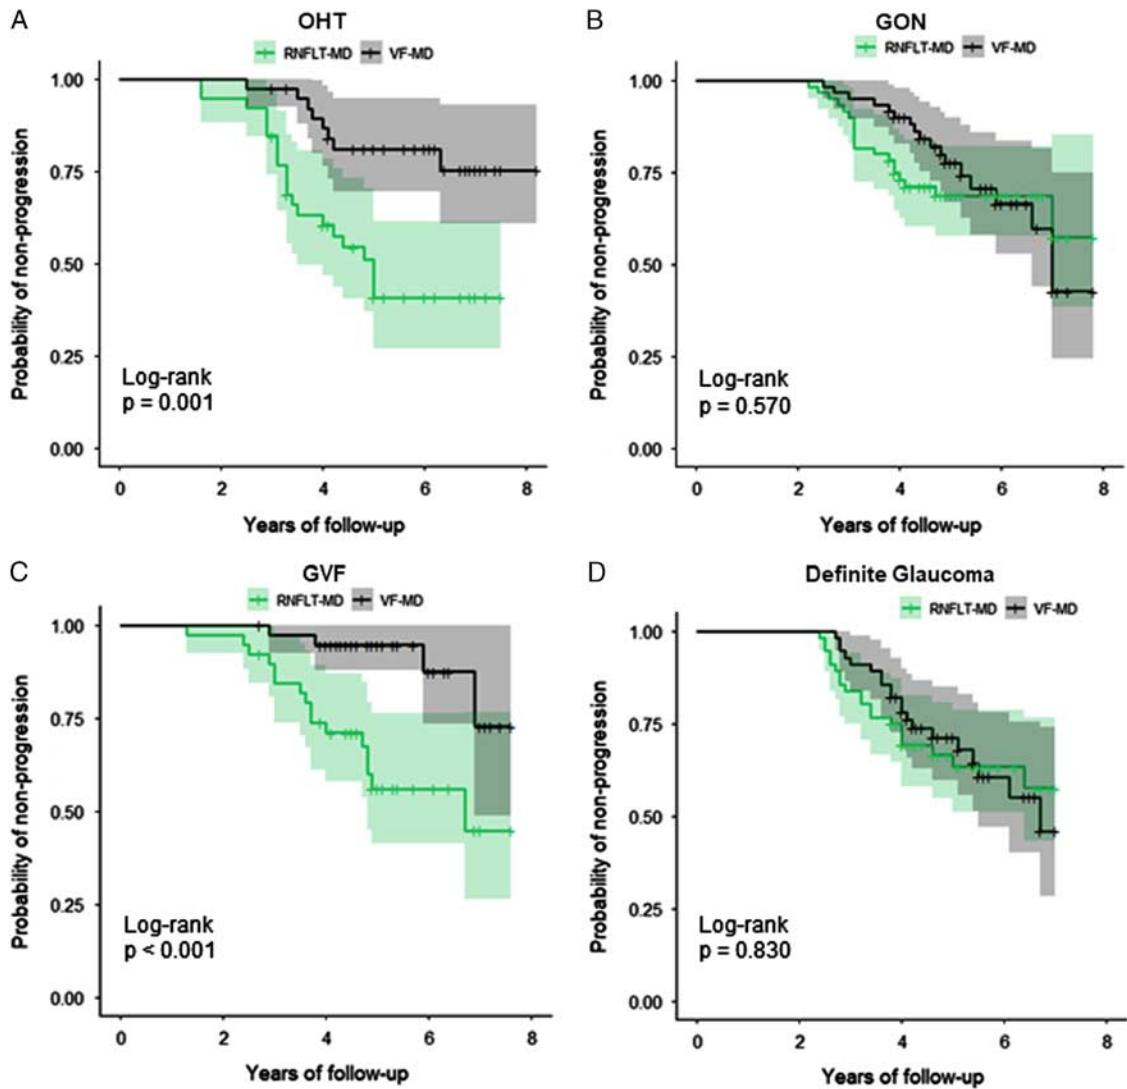 A
OHT
RNFLT-MD VF-MD
Probability of non-progression
1.00
0.75
0.50
0.25
0.00
Log-rank
p = 0.001
0 2 4 6 8
Years of follow-up
B
GON
RNFLT-MD VF-MD
Probability of non-progression
1.00
0.75
0.50
0.25
0.00
Log-rank
p = 0.570
0 2 4 6 8
Years of follow-up
C
GVF
RNFLT-MD VF-MD
Probability of non-progression
1.00
0.75
0.50
0.25
0.00
Log-rank
p < 0.001
0 2 4 6 8
Years of follow-up
D
Definite Glaucoma
RNFLT-MD VF-MD
Probability of non-progression
1.00
0.75
0.50
0.25
0.00
Log-rank
p = 0.830
0 2 4 6 8
Years of follow-up